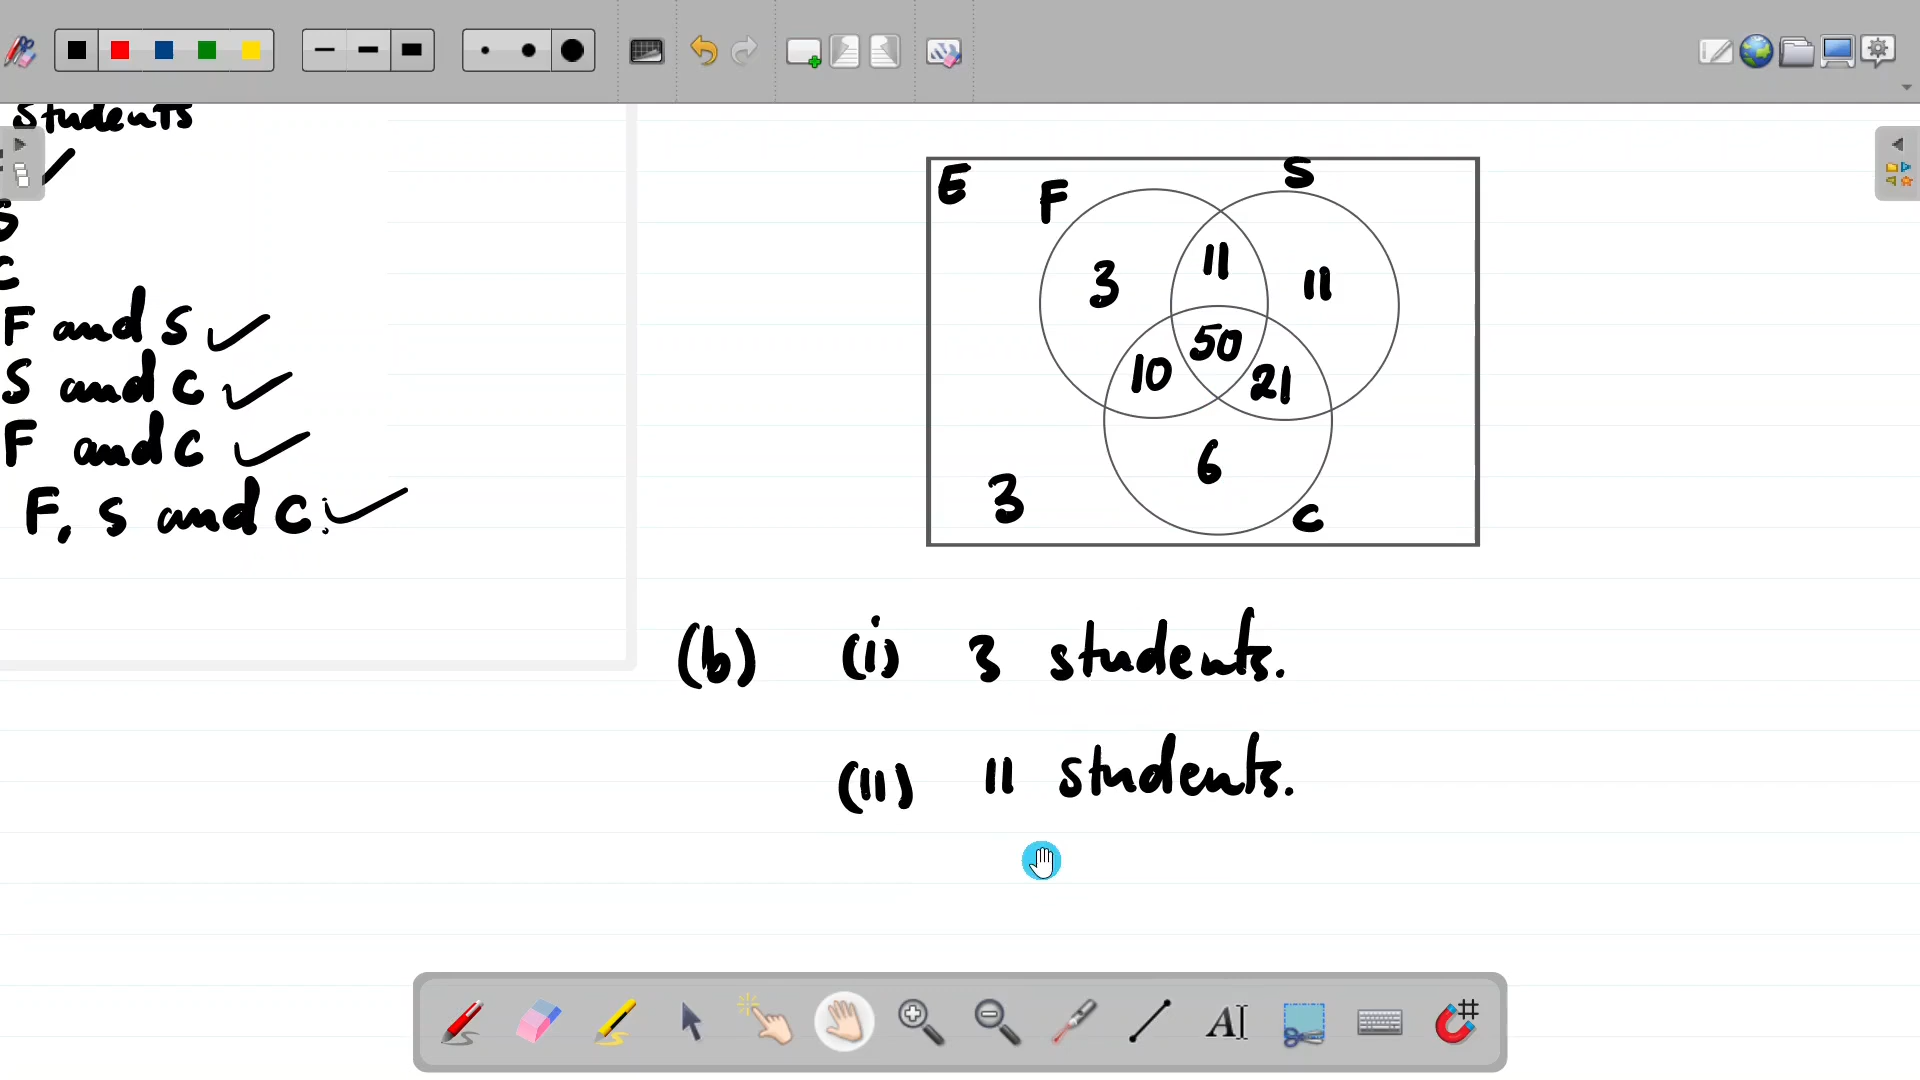 Students
S
C
F and S
S and C
F and C
F, S and C.
E
F
S
3
11
11
50
10
21
6
3
C
(b) (i) 3 students.
(ii) 11 students.
A